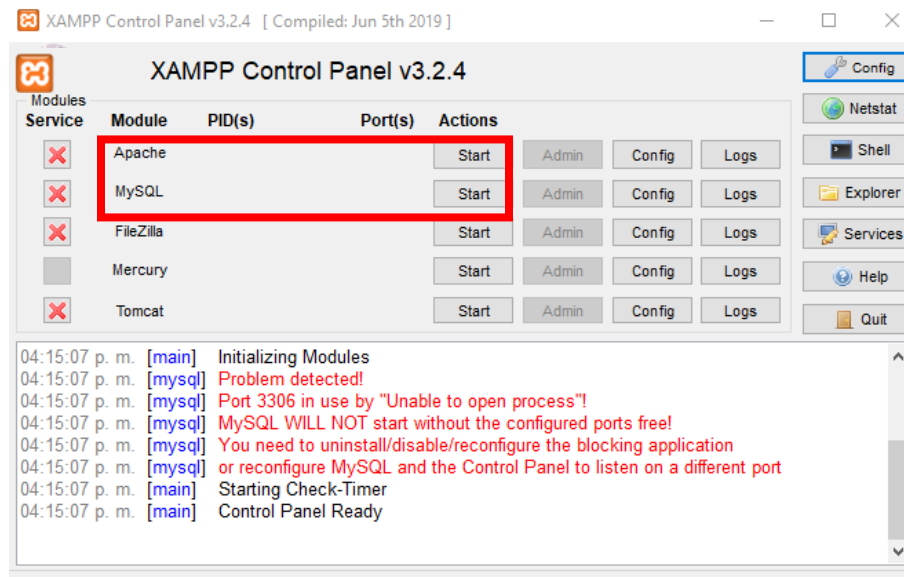 XAMPP Control Panel v3.2.4 [ Compiled: Jun 5th 2019 ]
XAMPP Control Panel v3.2.4
Config
Modules
Service Module PID(s) Port(s) Actions
Netstat
Apache Start Admin Config Logs
Shell
MySQL Start Admin Config Logs
Explorer
FileZilla Start Admin Config Logs
Services
Mercury Start Admin Config Logs
Help
Tomcat Start Admin Config Logs
Quit
04:15:07 p. m. [main] Initializing Modules
04:15:07 p. m. [mysql] Problem detected!
04:15:07 p. m. [mysql] Port 3306 in use by "Unable to open process"!
04:15:07 p. m. [mysql] MySQL WILL NOT start without the configured ports free!
04:15:07 p. m. [mysql] You need to uninstall/disable/reconfigure the blocking application
04:15:07 p. m. [mysql] or reconfigure MySQL and the Control Panel to listen on a different port
04:15:07 p. m. [main] Starting Check-Timer
04:15:07 p. m. [main] Control Panel Ready